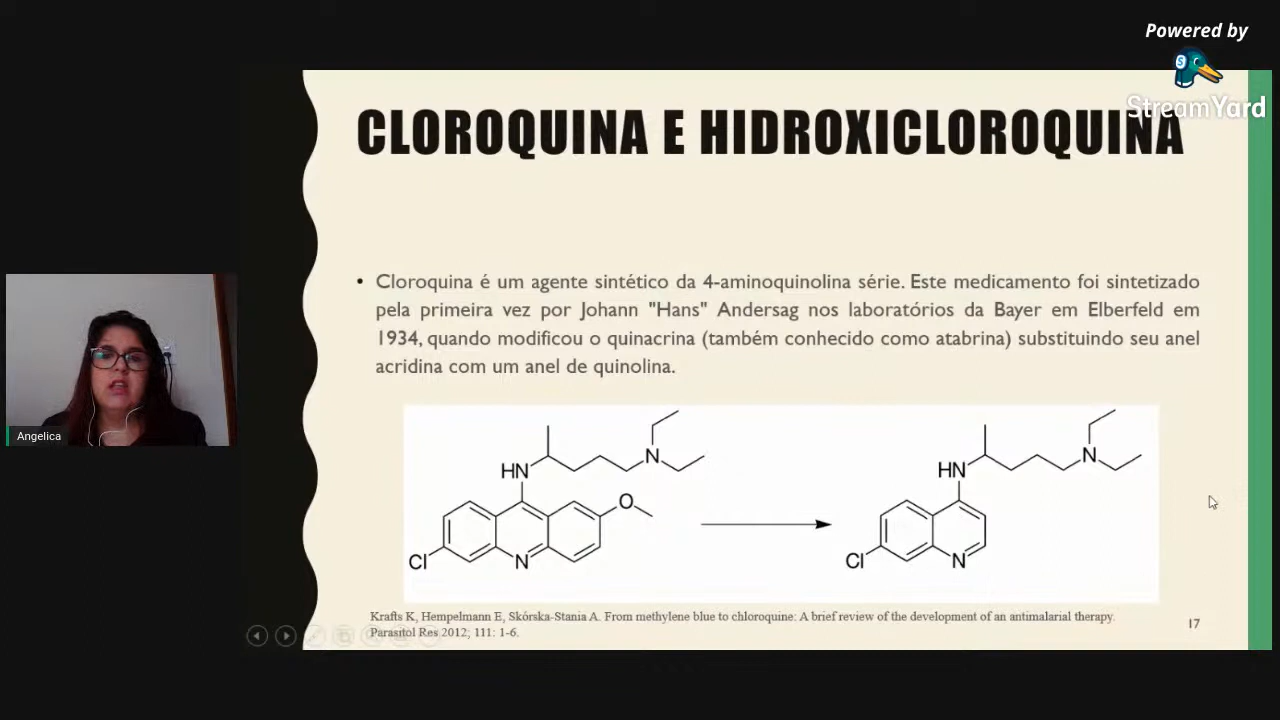 Powered by
StreamYard
CLOROQUINA E HIDROXICLOROQUINA
• Cloroquina é um agente sintético da 4-aminoquinolina série. Este medicamento foi sintetizado
pela primeira vez por Johann "Hans" Andersag nos laboratórios da Bayer em Elberfeld em
1934, quando modificou o quinacrina (também conhecido como atabrina) substituindo seu anel
acridina com um anel de quinolina.
HN
N
O
Cl
N
HN
N
Cl
N
Angelica
Krafts K, Hempelmann E, Skórska-Stania A. From methylene blue to chloroquine: A brief review of the development of an antimalarial therapy.
Parasitol Res 2012; 111: 1-6.
17